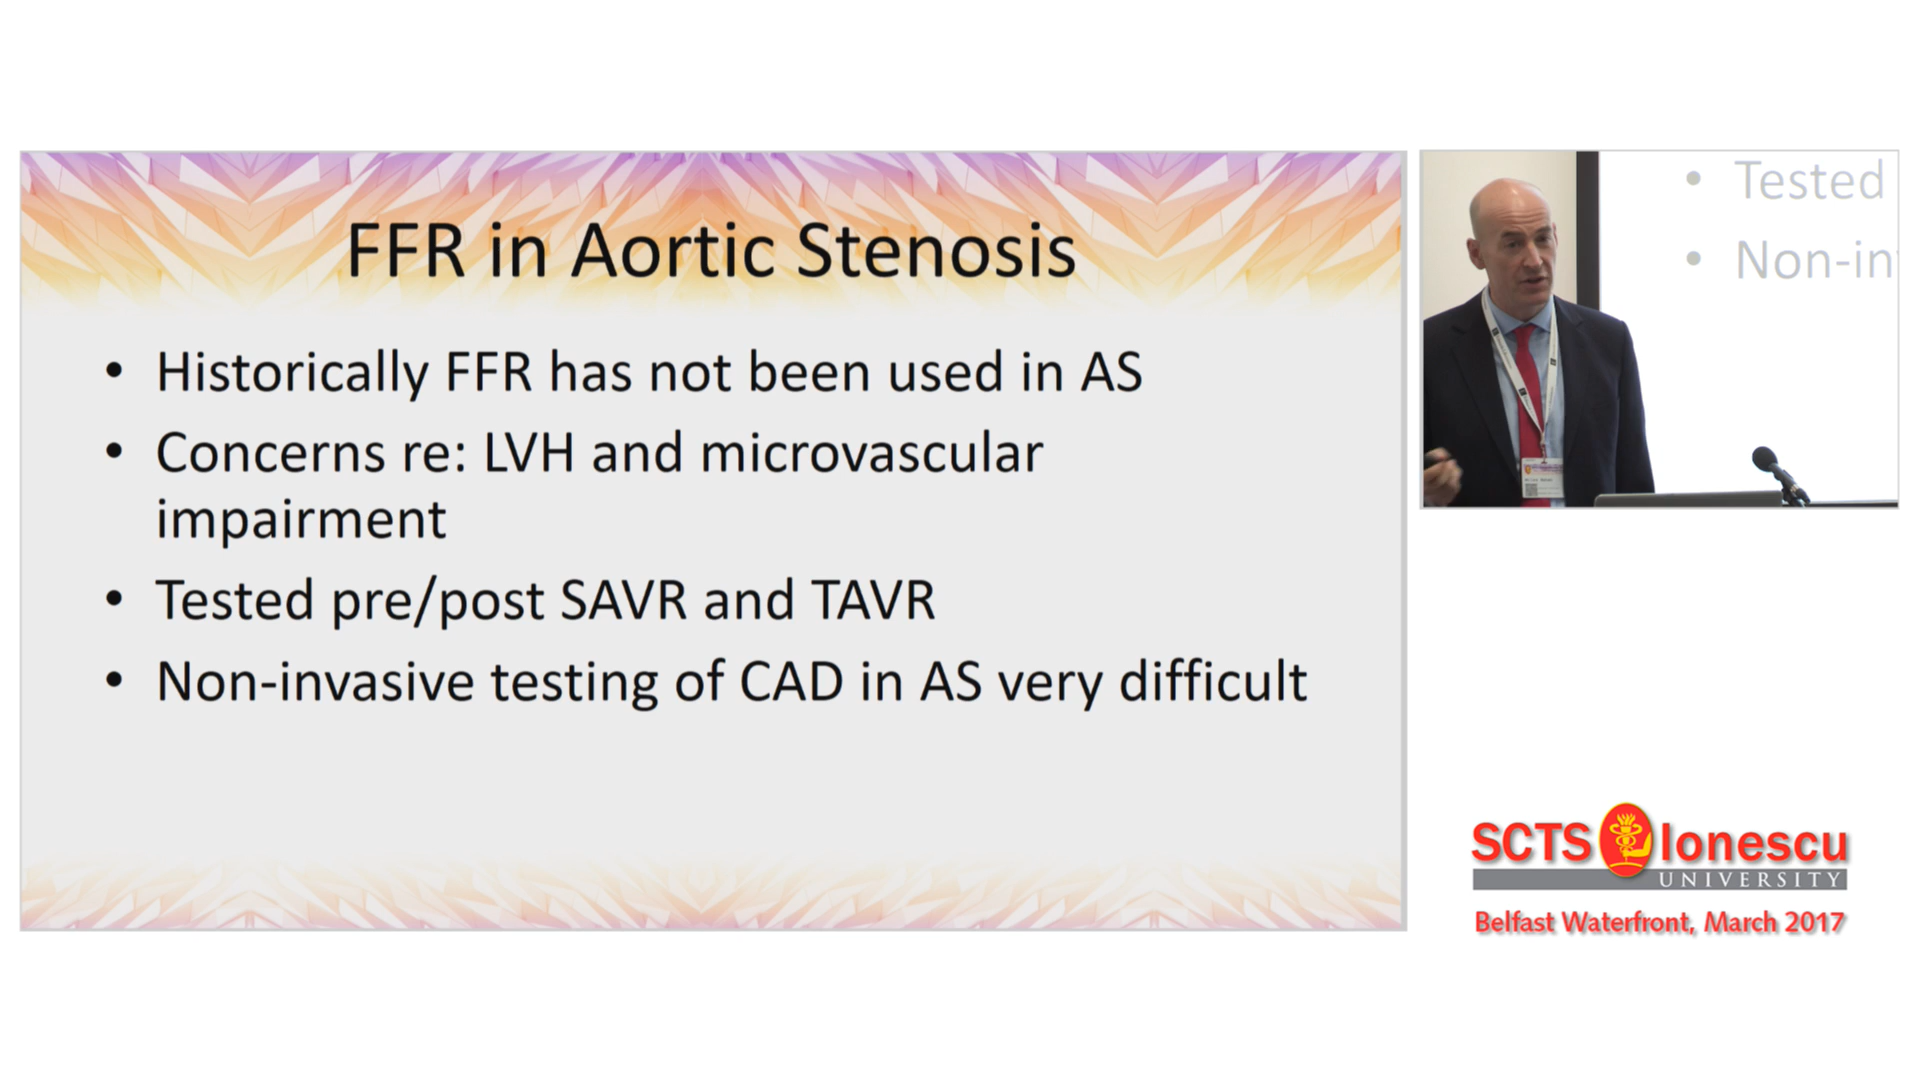 FFR in Aortic Stenosis
• Historically FFR has not been used in AS
• Concerns re: LVH and microvascular
impairment
• Tested pre/post SAVR and TAVR
• Non-invasive testing of CAD in AS very difficult
• Tested
• Non-in
SCTS Ionescu
UNIVERSITY
Belfast Waterfront, March 2017